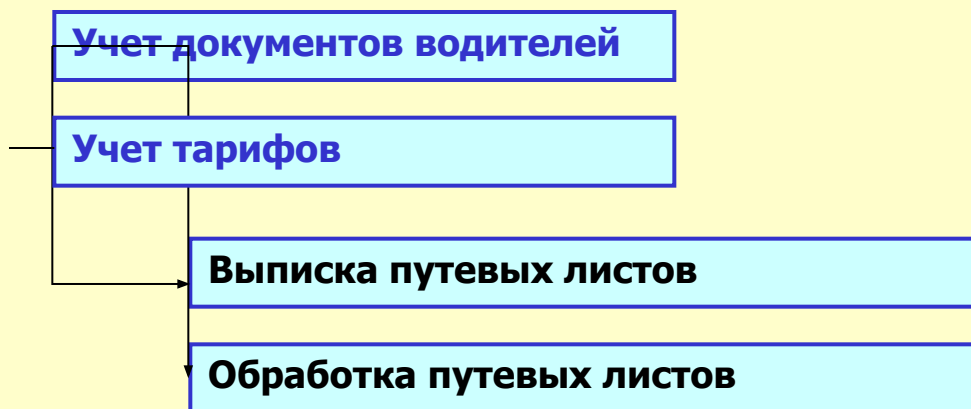 Учет документов водителей
Учет тарифов
Выписка путевых листов
Обработка путевых листов